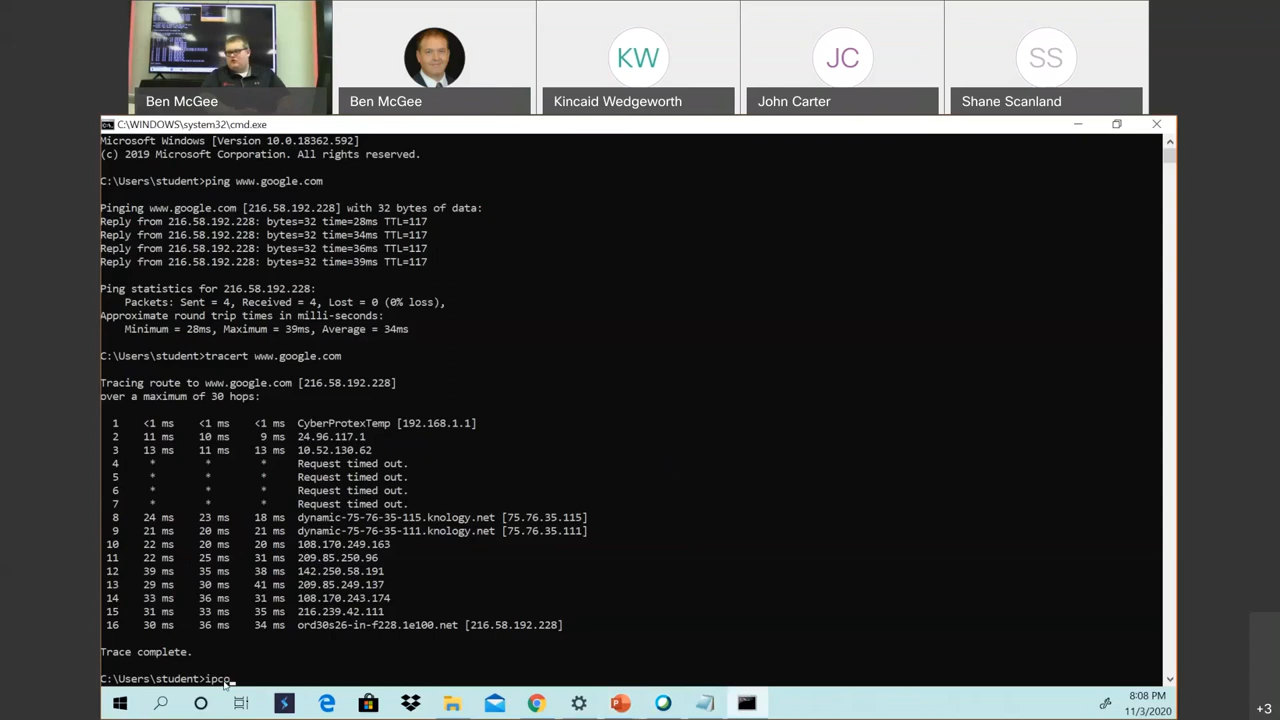 Ben McGee
Ben McGee
KW
Kincaid Wedgeworth
JC
John Carter
SS
Shane Scanland
C:\WINDOWS\system32\cmd.exe
Microsoft Windows [Version 10.0.18362.592]
(c) 2019 Microsoft Corporation. All rights reserved.
C:\Users\student>ping www.google.com
Pinging www.google.com [216.58.192.228] with 32 bytes of data:
Reply from 216.58.192.228: bytes=32 time=28ms TTL=117
Reply from 216.58.192.228: bytes=32 time=34ms TTL=117
Reply from 216.58.192.228: bytes=32 time=36ms TTL=117
Reply from 216.58.192.228: bytes=32 time=39ms TTL=117
Ping statistics for 216.58.192.228:
Packets: Sent = 4, Received = 4, Lost = 0 (0% loss),
Approximate round trip times in milli-seconds:
Minimum = 28ms, Maximum = 39ms, Average = 34ms
C:\Users\student>tracert www.google.com
Tracing route to www.google.com [216.58.192.228]
over a maximum of 30 hops:
1 <1 ms <1 ms <1 ms CyberProtexTemp [192.168.1.1]
2 11 ms 10 ms 9 ms 24.96.117.1
3 13 ms 11 ms 13 ms 10.52.130.62
4 * * * Request timed out.
5 * * * Request timed out.
6 * * * Request timed out.
7 * * * Request timed out.
8 24 ms 23 ms 18 ms dynamic-75-76-35-115.knology.net [75.76.35.115]
9 21 ms 20 ms 21 ms dynamic-75-76-35-111.knology.net [75.76.35.111]
10 22 ms 20 ms 20 ms 108.170.249.163
11 22 ms 25 ms 31 ms 209.85.250.96
12 39 ms 35 ms 38 ms 142.250.58.191
13 29 ms 30 ms 41 ms 209.85.249.137
14 33 ms 36 ms 31 ms 108.170.243.174
15 31 ms 33 ms 35 ms 216.239.42.111
16 30 ms 36 ms 34 ms ord30s26-in-f228.1e100.net [216.58.192.228]
Trace complete.
C:\Users\student>ipco
8:08 PM
11/3/2020
+3